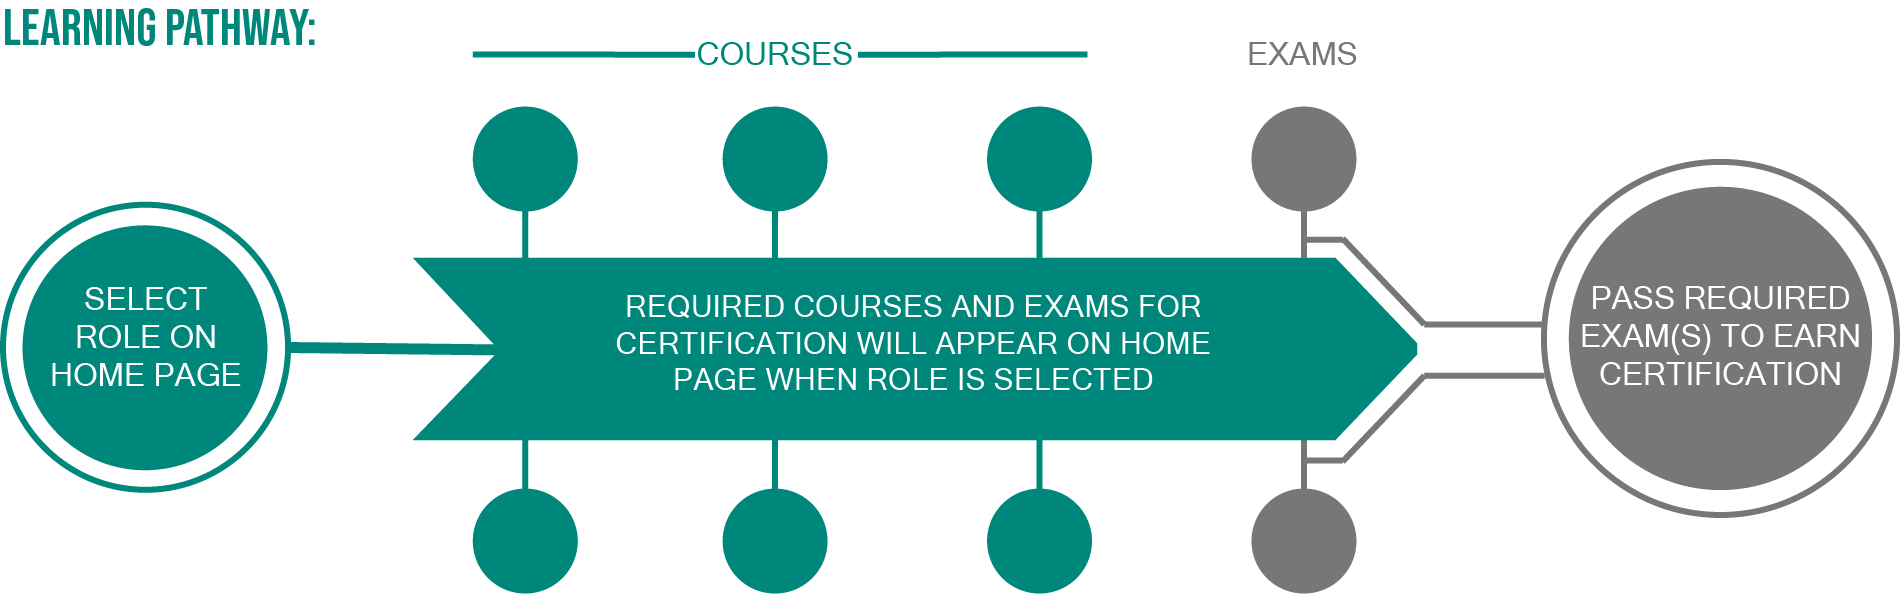 LEARNING PATHWAY:
COURSES
EXAMS
SELECT
ROLE ON
HOME PAGE
REQUIRED COURSES AND EXAMS FOR
CERTIFICATION WILL APPEAR ON HOME
PAGE WHEN ROLE IS SELECTED
PASS REQUIRED
EXAM(S) TO EARN
CERTIFICATION